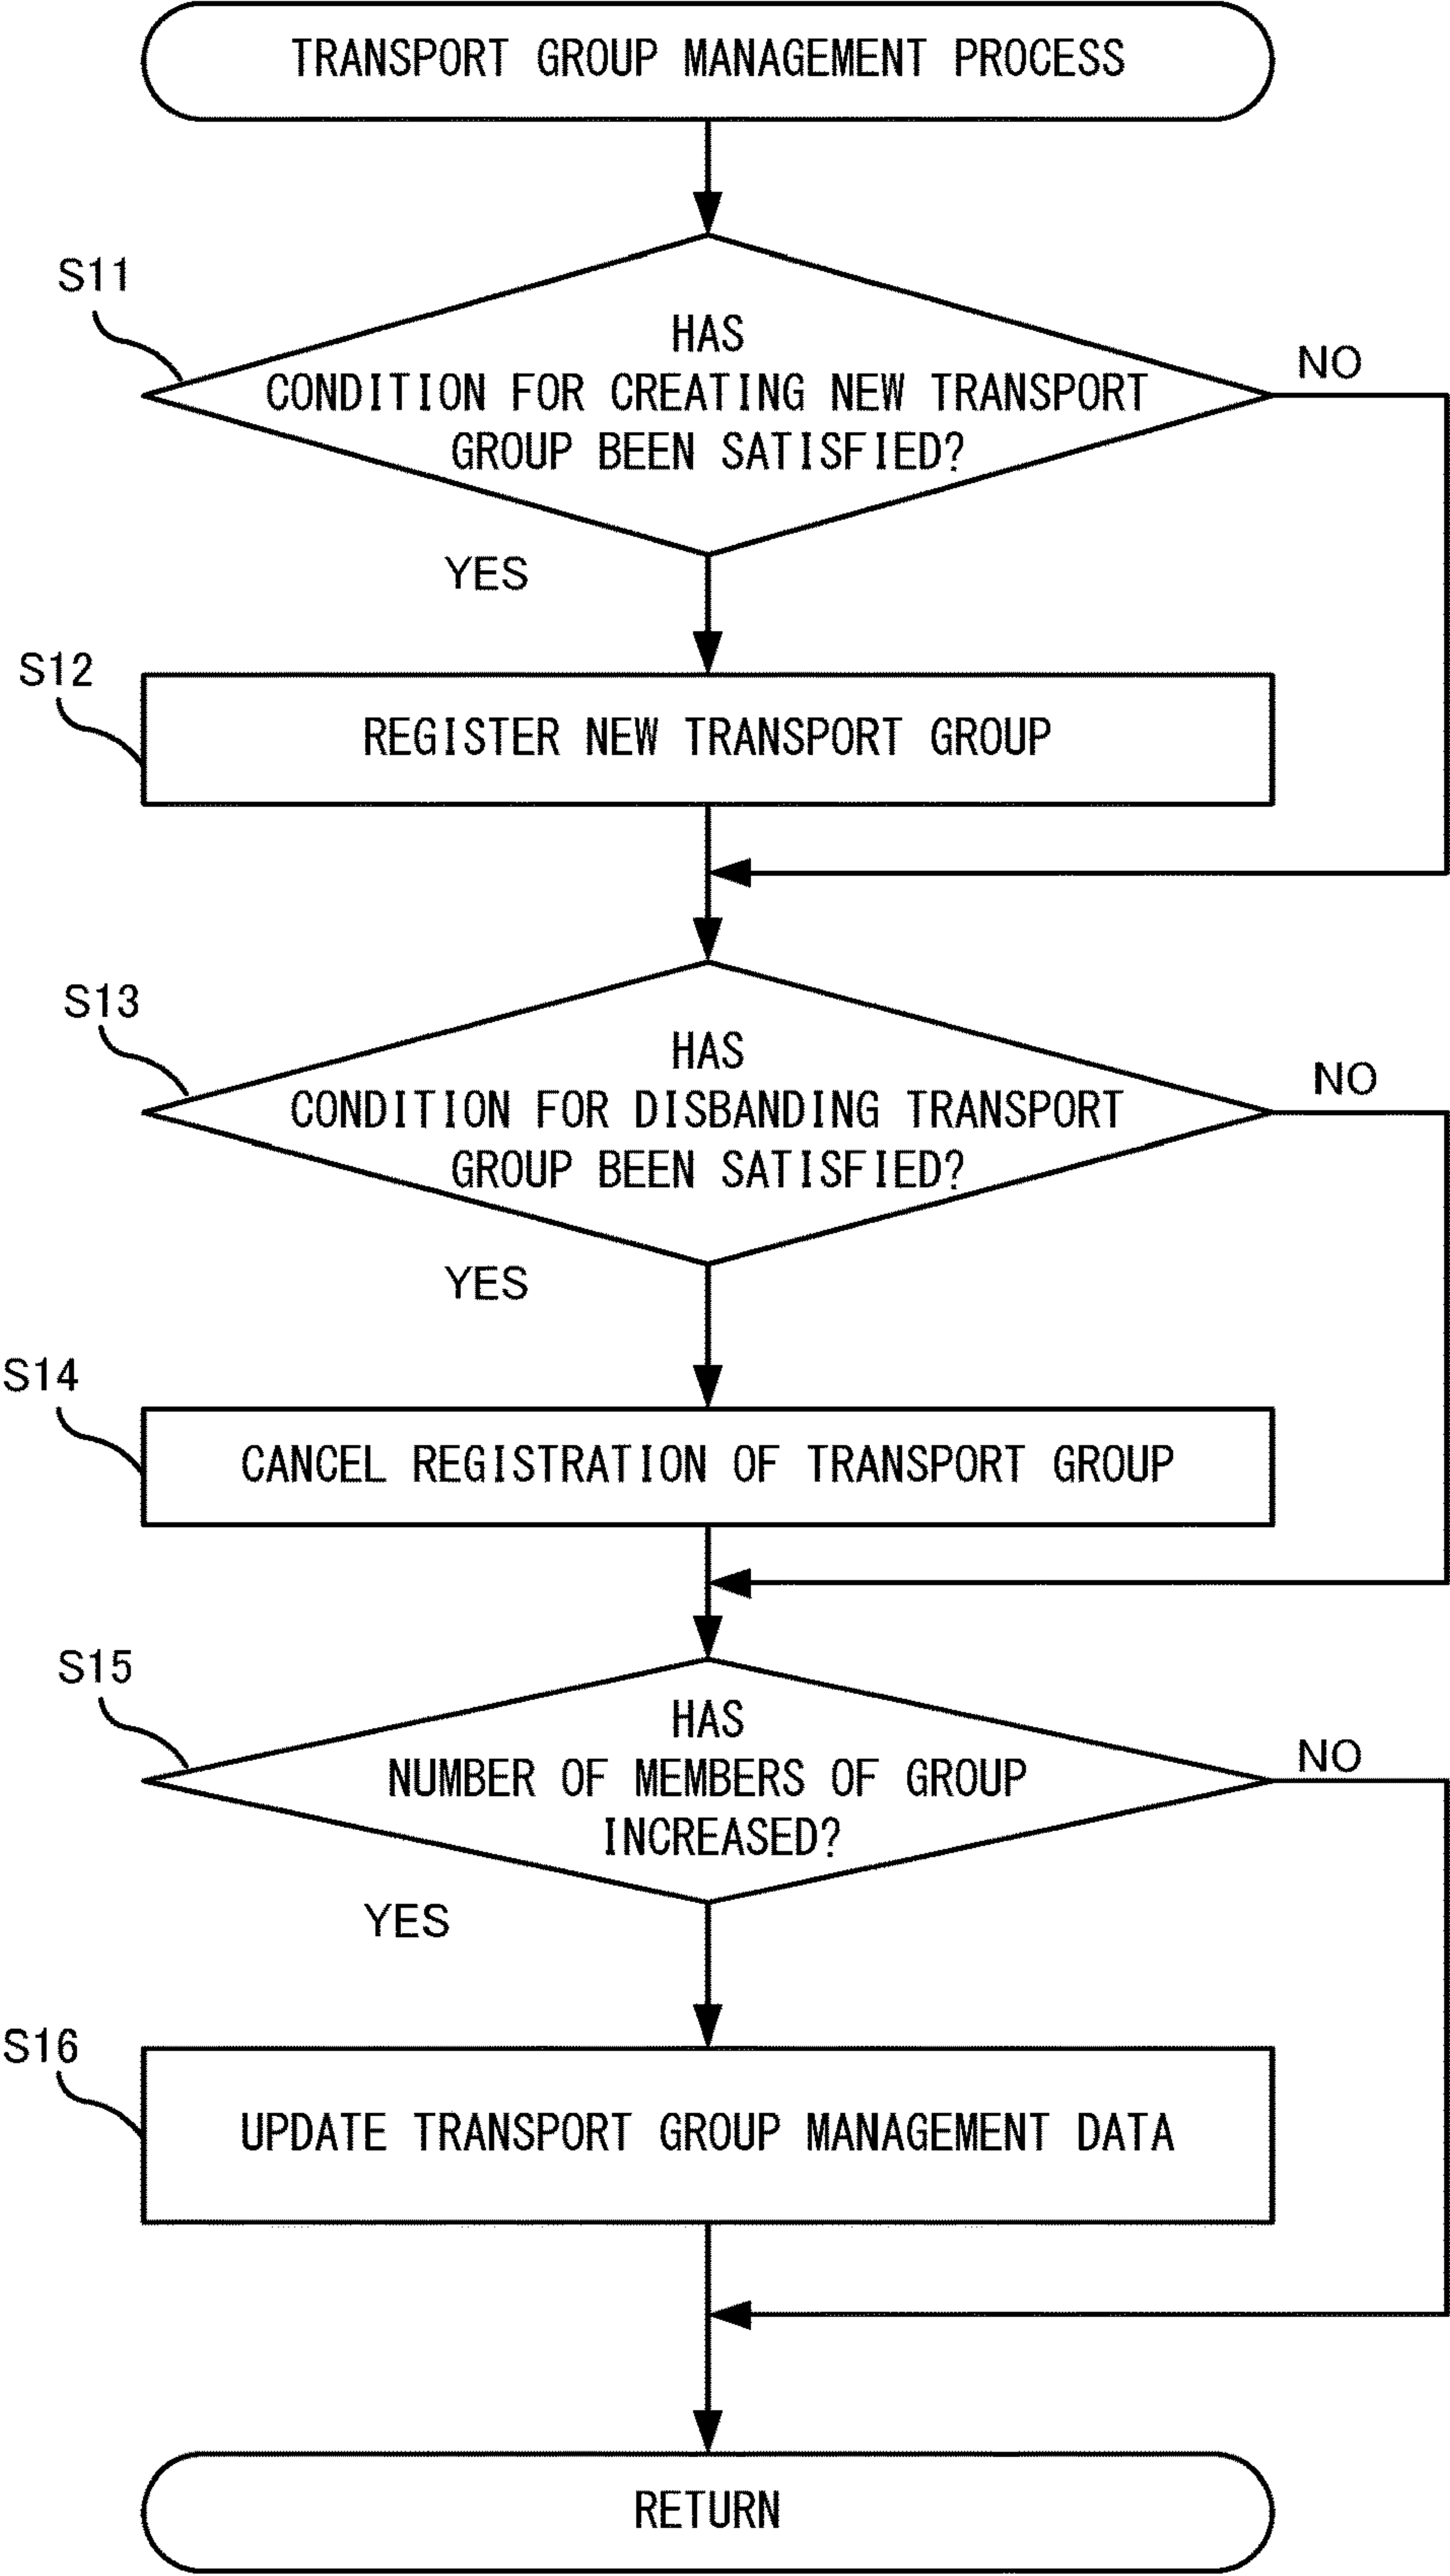 TRANSPORT GROUP MANAGEMENT PROCESS
S11
HAS
CONDITION FOR CREATING NEW TRANSPORT
GROUP BEEN SATISFIED?
NO
YES
S12
REGISTER NEW TRANSPORT GROUP
S13
HAS
CONDITION FOR DISBANDING TRANSPORT
GROUP BEEN SATISFIED?
NO
YES
S14
CANCEL REGISTRATION OF TRANSPORT GROUP
S15
HAS
NUMBER OF MEMBERS OF GROUP
INCREASED?
NO
YES
S16
UPDATE TRANSPORT GROUP MANAGEMENT DATA
RETURN